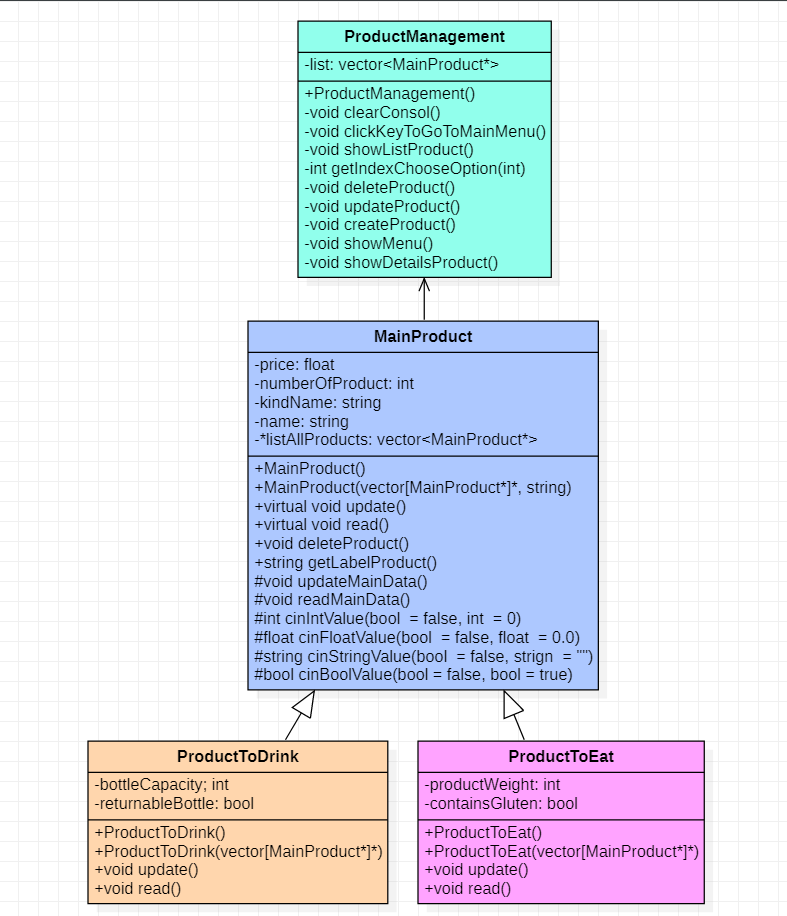 ProductManagement
-list: vector<MainProduct*>
+ProductManagement()
-void clearConsol()
-void clickKeyToGoToMainMenu()
-void showListProduct()
-int getIndexChooseOption(int)
-void deleteProduct()
-void updateProduct()
-void createProduct()
-void showMenu()
-void showDetailsProduct()
MainProduct
-price: float
-numberOfProduct: int
-kindName: string
-name: string
-*listAllProducts: vector<MainProduct*>
+MainProduct()
+MainProduct(vector[MainProduct*]*, string)
+virtual void update()
+virtual void read()
+void deleteProduct()
+string getLabelProduct()
#void updateMainData()
#void readMainData()
#int cinIntValue(bool  = false, int  = 0)
#float cinFloatValue(bool  = false, float  = 0.0)
#string cinStringValue(bool  = false, strign  = "")
#bool cinBoolValue(bool = false, bool = true)
ProductToDrink
-bottleCapacity; int
-returnableBottle: bool
+ProductToDrink()
+ProductToDrink(vector[MainProduct*]*)
+void update()
+void read()
ProductToEat
-productWeight: int
-containsGluten: bool
+ProductToEat()
+ProductToEat(vector[MainProduct*]*)
+void update()
+void read()